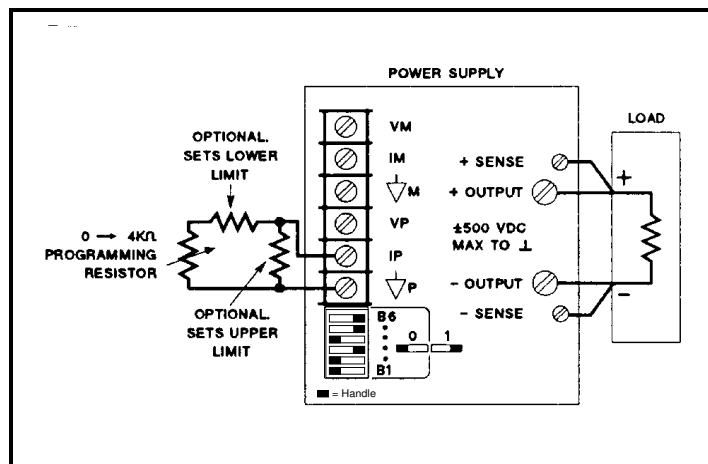 POWER SUPPLY
VM
IM
M
VP
IP
P
OPTIONAL.
SETS LOWER
LIMIT
0 → 4KΩ
PROGRAMMING
RESISTOR
OPTIONAL.
SETS UPPER
LIMIT
+ SENSE
+ OUTPUT
±500 VDC
MAX TO ⊥
- OUTPUT
- SENSE
LOAD
+
-
B6
0 1
B1
= Handle